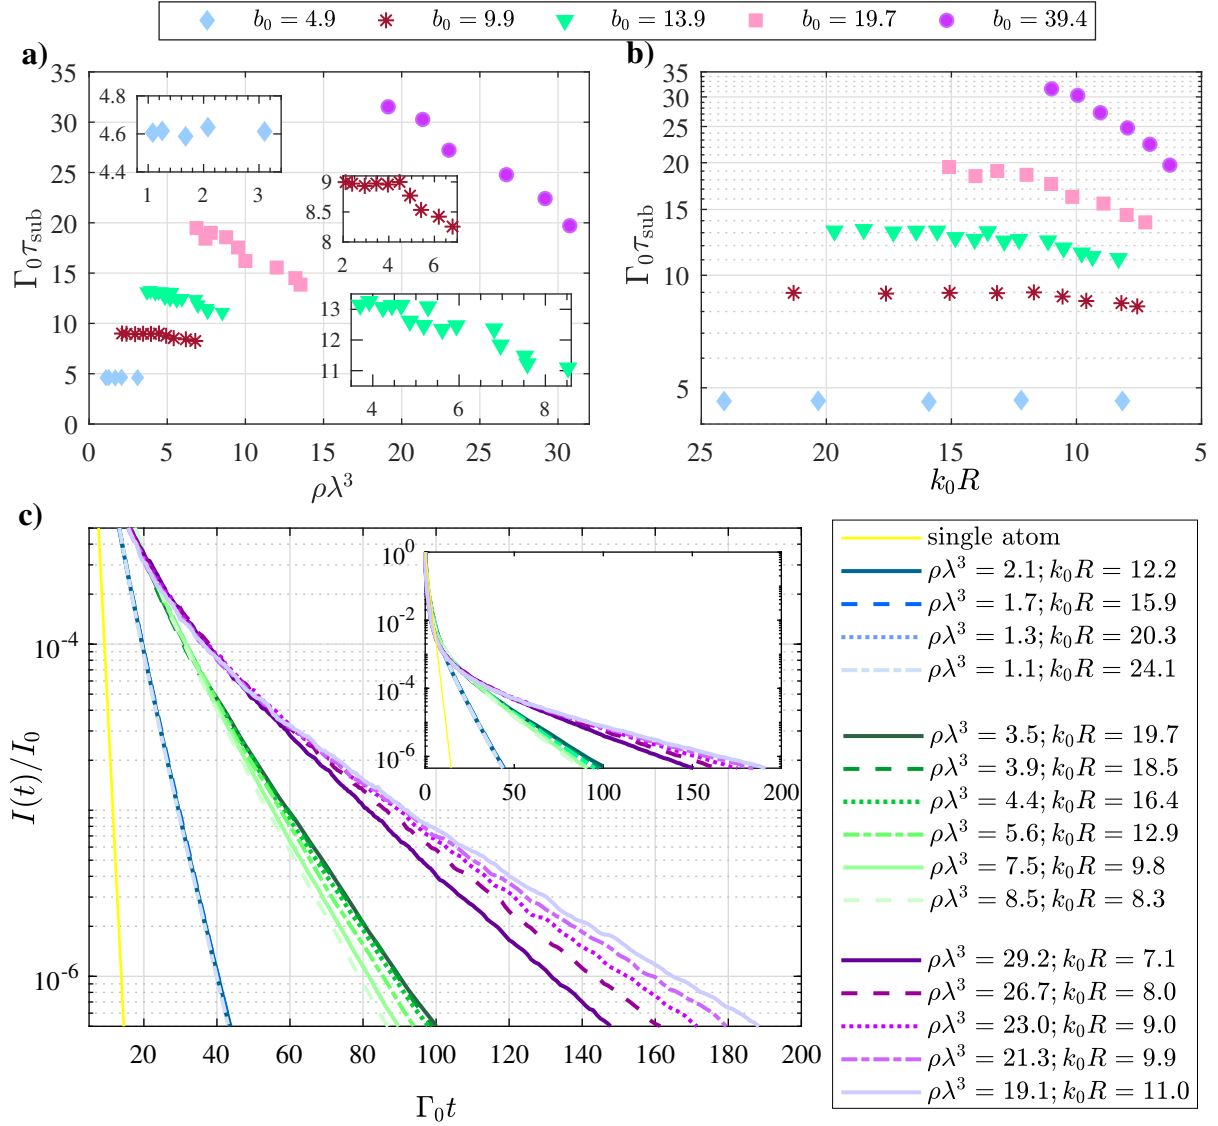 b₀ = 4.9 b₀ = 9.9 b₀ = 13.9 b₀ = 19.7 b₀ = 39.4
a)
35
30
25
20
15
10
5
0
Γ₀τ_sub
0 5 10 15 20 25 30
ρλ³
4.8
4.6
4.4
1 2 3
9
8.5
8
2 4 6
13
12
11
4 6 8
b)
35
30
25
20
15
10
5
Γ₀τ_sub
25 20 15 10 5
k₀R
c)
10⁻⁴
10⁻⁶
I(t)/I₀
20 40 60 80 100 120 140 160 180 200
Γ₀t
10⁰
10⁻²
10⁻⁴
10⁻⁶
0 50 100 150 200
single atom
ρλ³ = 2.1; k₀R = 12.2
ρλ³ = 1.7; k₀R = 15.9
ρλ³ = 1.3; k₀R = 20.3
ρλ³ = 1.1; k₀R = 24.1
ρλ³ = 3.5; k₀R = 19.7
ρλ³ = 3.9; k₀R = 18.5
ρλ³ = 4.4; k₀R = 16.4
ρλ³ = 5.6; k₀R = 12.9
ρλ³ = 7.5; k₀R = 9.8
ρλ³ = 8.5; k₀R = 8.3
ρλ³ = 29.2; k₀R = 7.1
ρλ³ = 26.7; k₀R = 8.0
ρλ³ = 23.0; k₀R = 9.0
ρλ³ = 21.3; k₀R = 9.9
ρλ³ = 19.1; k₀R = 11.0